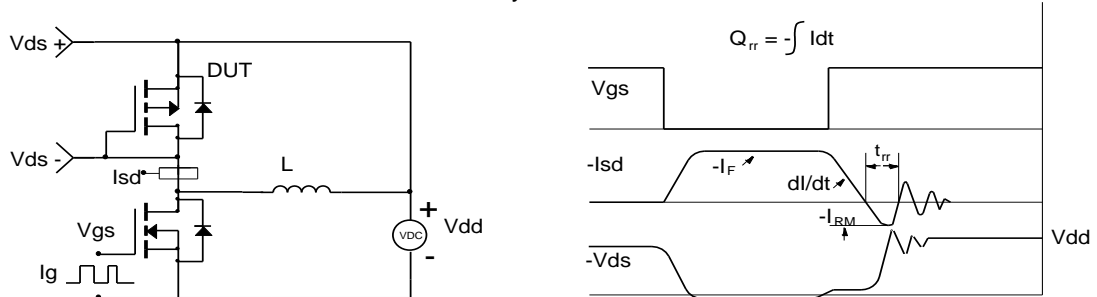 Vds +
DUT
Vds -
Isd
L
Vgs
Ig
VDC
+
-
Vdd
Qrr = -∫ Idt
Vgs
-Isd
-IF
dI/dt
trr
-IRM
Vdd
-Vds